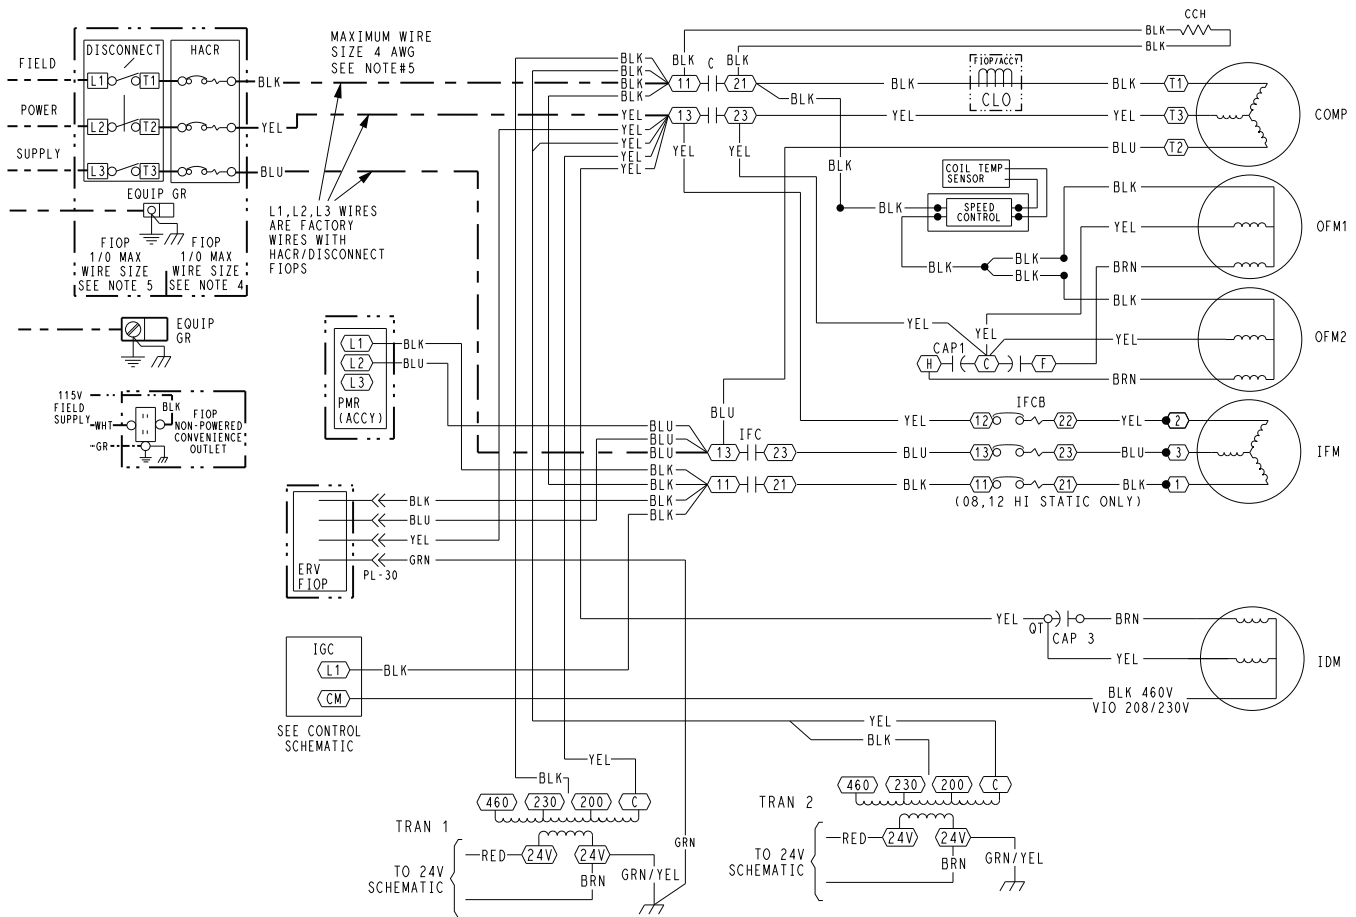 CCH
BLK
BLK
MAXIMUM WIRE
SIZE 4 AWG
SEE NOTE#5
DISCONNECT
HACR
FIELD
POWER
SUPPLY
L1
T1
BLK
L2
T2
YEL
L3
T3
BLU
EQUIP GR
FIOP
1/0 MAX
WIRE SIZE
SEE NOTE 5
FIOP
1/0 MAX
WIRE SIZE
SEE NOTE 4
L1,L2,L3 WIRES
ARE FACTORY
WIRES WITH
HACR/DISCONNECT
FIOPS
BLK
BLK
BLK
BLK
BLK
C
BLK
11
21
YEL
YEL
YEL
YEL
YEL
13
23
YEL
YEL
BLK
BLK
BLK
FIOP/ACCY
CLO
BLK
T1
YEL
YEL
T3
BLU
T2
COMP
COIL TEMP
SENSOR
BLK
SPEED
CONTROL
BLK
BLK
BLK
BLK
YEL
BRN
OFM1
BLK
YEL
BRN
OFM2
YEL
YEL
CAP1
H
C
F
EQUIP
GR
115V
FIELD
SUPPLY
BLK
WHT
GR
FIOP
NON-POWERED
CONVENIENCE
OUTLET
L1
BLK
L2
BLU
L3
PMR
(ACCY)
BLU
BLU
BLU
BLU
IFC
13
23
BLK
BLK
BLK
BLK
11
21
IFCB
YEL
12
22
YEL
2
BLU
13
23
BLU
3
BLK
11
21
BLK
1
(08,12 HI STATIC ONLY)
IFM
BLK
BLU
YEL
GRN
ERV
FIOP
PL-30
YEL
QT
CAP 3
BRN
YEL
IDM
BLK 460V
VIO 208/230V
IGC
L1
BLK
CM
SEE CONTROL
SCHEMATIC
YEL
BLK
YEL
BLK
460
230
200
C
TRAN 1
RED
24V
24V
TO 24V
SCHEMATIC
BRN
GRN/YEL
GRN
460
230
200
C
TRAN 2
RED
24V
24V
TO 24V
SCHEMATIC
BRN
GRN/YEL